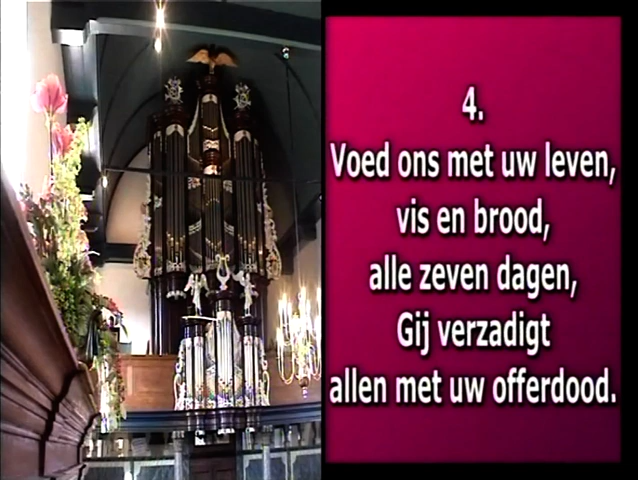 4.
Voed ons met uw leven,
vis en brood,
alle zeven dagen,
Gij verzadigt
allen met uw offerdood.